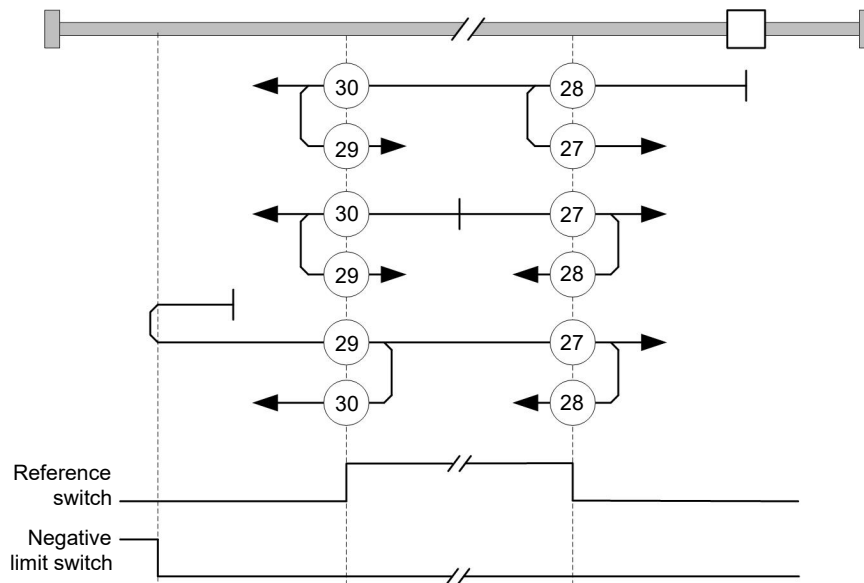 30 28
29 27
30 27
29 28
29 27
30 28
Reference
switch
Negative
limit switch